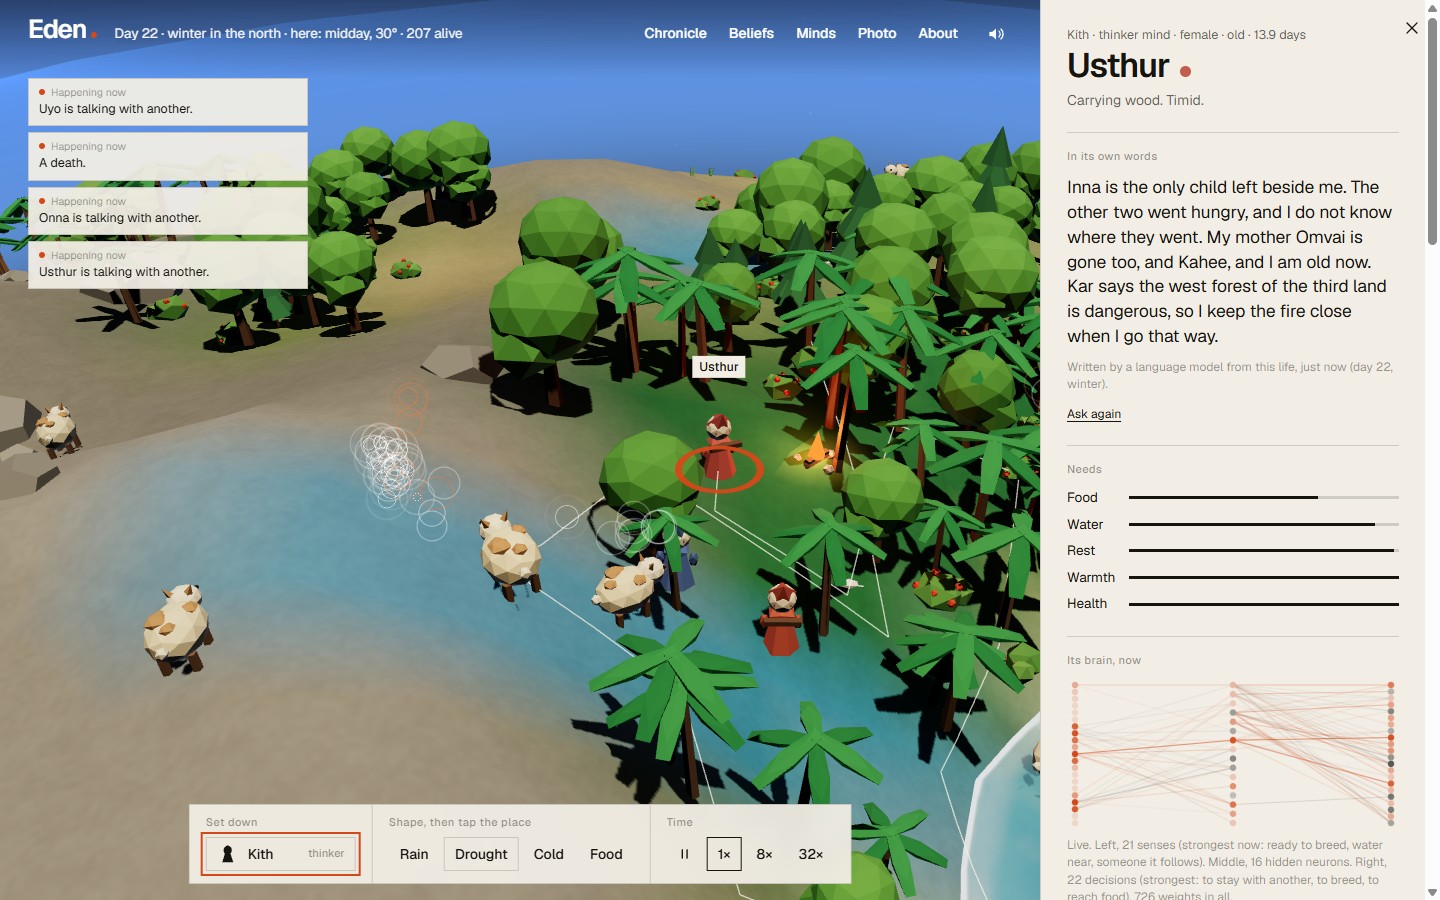 Eden.
Day 22 · winter in the north · here: midday, 30° · 207 alive
Chronicle
Beliefs
Minds
Photo
About
Happening now
Uyo is talking with another.
Happening now
A death.
Happening now
Onna is talking with another.
Happening now
Usthur is talking with another.
Usthur
Set down
Kith
thinker
Shape, then tap the place
Rain
Drought
Cold
Food
Time
1×
8×
32×
Kith · thinker mind · female · old · 13.9 days
Usthur
Carrying wood. Timid.
In its own words
Inna is the only child left beside me. The
other two went hungry, and I do not know
where they went. My mother Omvai is
gone too, and Kahee, and I am old now.
Kar says the west forest of the third land
is dangerous, so I keep the fire close
when I go that way.
Written by a language model from this life, just now (day 22,
winter).
Ask again
Needs
Food
Water
Rest
Warmth
Health
Its brain, now
Live. Left, 21 senses (strongest now: ready to breed, water
near, someone it follows). Middle, 16 hidden neurons. Right,
22 decisions (strongest: to stay with another, to breed, to
reach food). 726 weights in all.